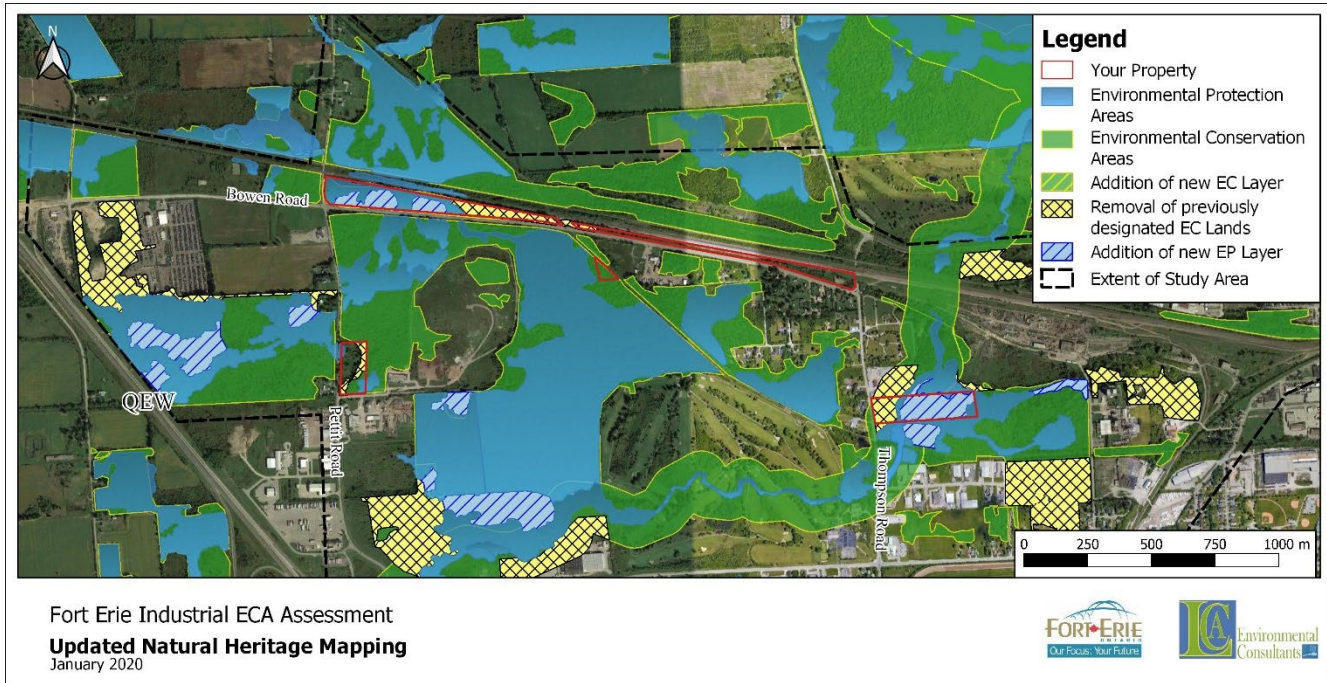 N
Bowen Road
QEW
Pettit Road
Thompson Road
Legend
Your Property
Environmental Protection
Areas
Environmental Conservation
Areas
Addition of new EC Layer
Removal of previously
designated EC Lands
Addition of new EP Layer
Extent of Study Area
0 250 500 750 1000 m
Fort Erie Industrial ECA Assessment
Updated Natural Heritage Mapping
January 2020
FORT ERIE
ONTARIO
Our Focus: Your Future
LCA
Environmental
Consultants